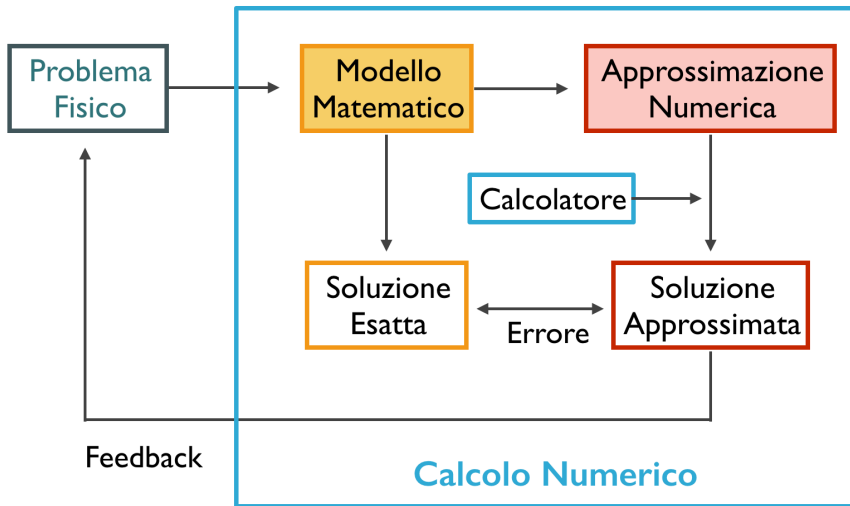 Problema
Fisico
Modello
Matematico
Approssimazione
Numerica
Calcolatore
Soluzione
Esatta
Errore
Soluzione
Approssimata
Feedback
Calcolo Numerico